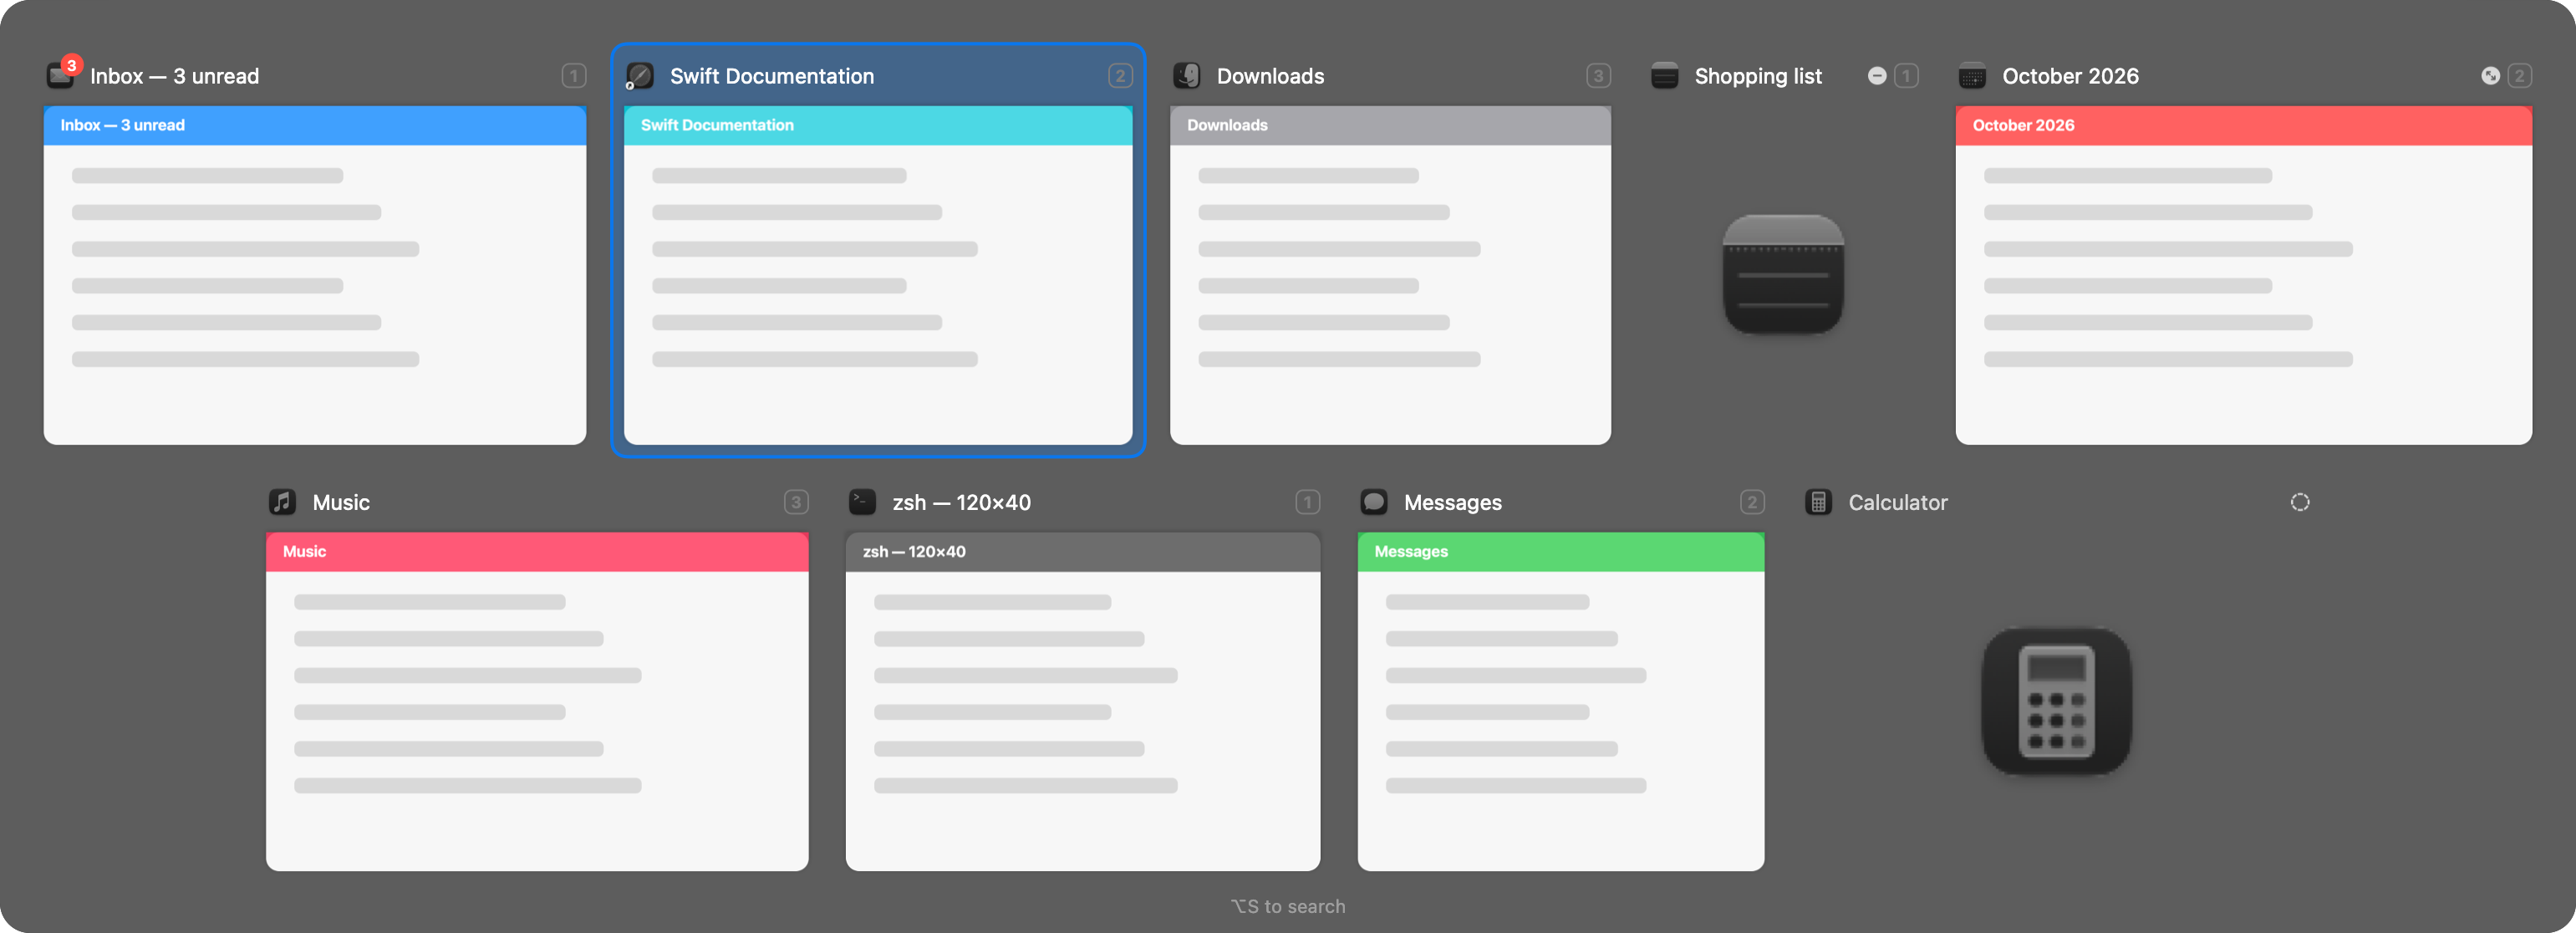 3 Inbox — 3 unread 1
Swift Documentation 2
Downloads 3
Shopping list 1
October 2026 2
Inbox — 3 unread
Swift Documentation
Downloads
October 2026
Music 3
zsh — 120×40 1
Messages 2
Calculator
Music
zsh — 120×40
Messages
⌥S to search